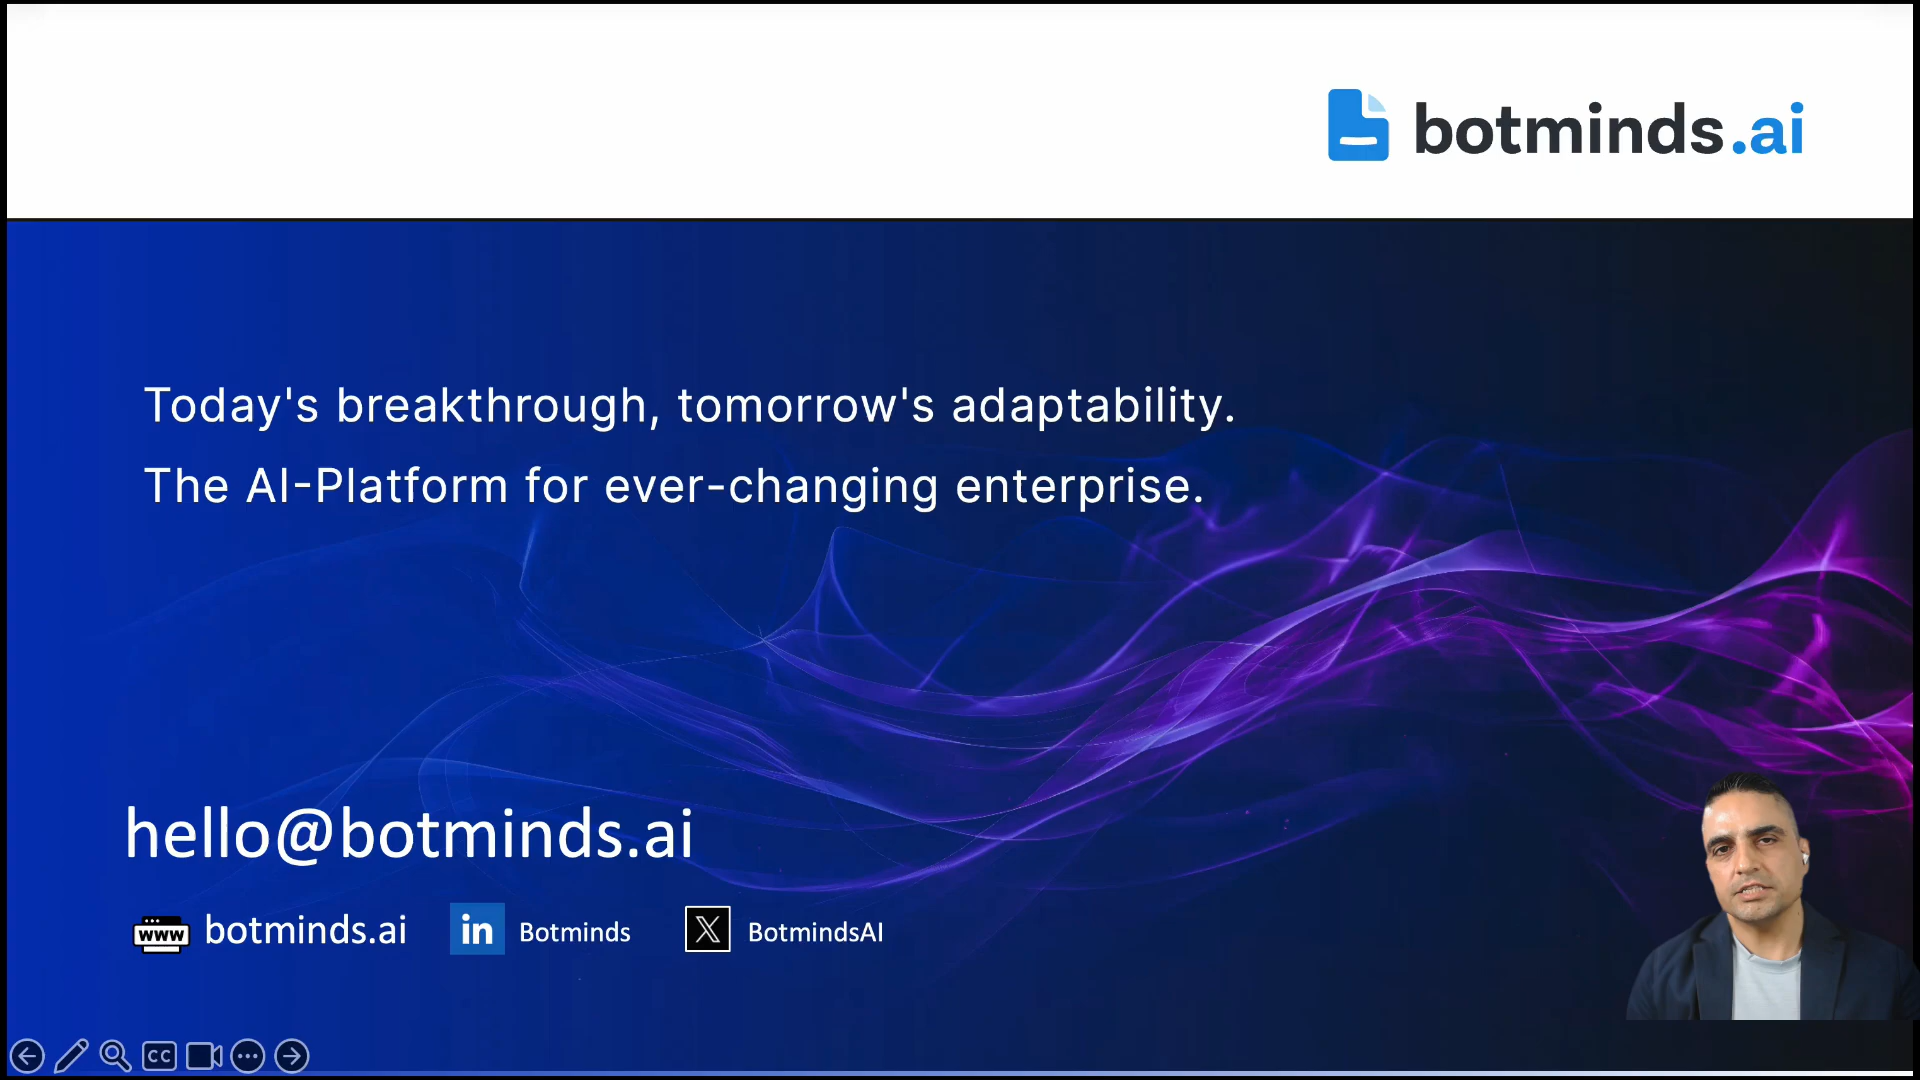 botminds.ai
Today's breakthrough, tomorrow's adaptability.
The AI-Platform for ever-changing enterprise.
hello@botminds.ai
www botminds.ai in Botminds X BotmindsAI
CC